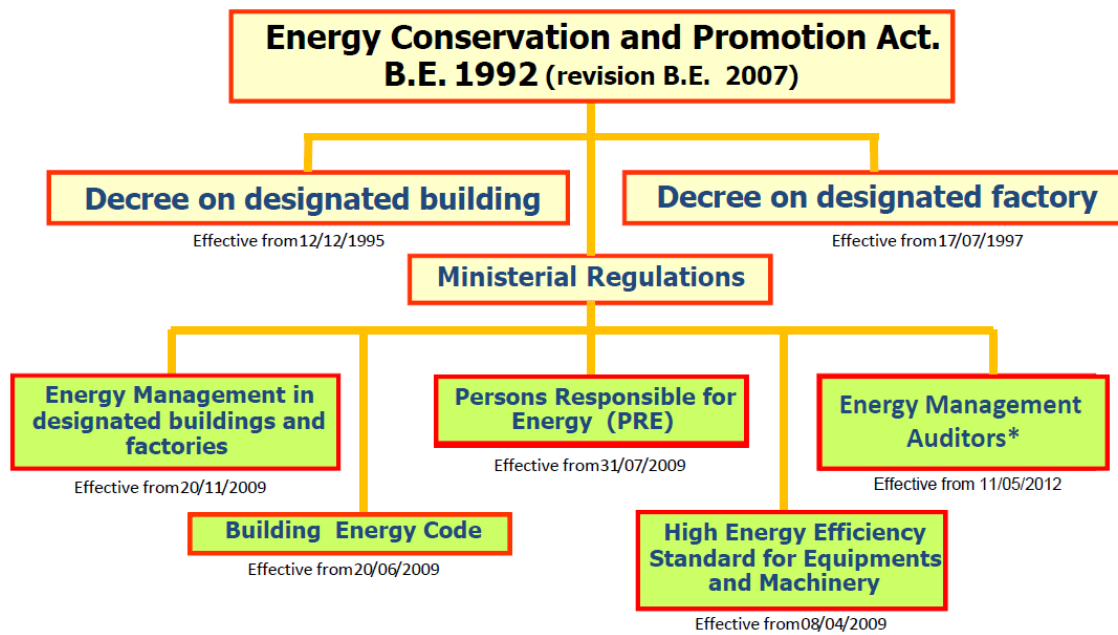 Energy Conservation and Promotion Act.
B.E. 1992 (revision B.E. 2007)
Decree on designated building
Effective from12/12/1995
Decree on designated factory
Effective from17/07/1997
Ministerial Regulations
Energy Management in
designated buildings and
factories
Effective from20/11/2009
Persons Responsible for
Energy (PRE)
Effective from31/07/2009
Energy Management
Auditors*
Effective from 11/05/2012
Building Energy Code
Effective from20/06/2009
High Energy Efficiency
Standard for Equipments
and Machinery
Effective from08/04/2009